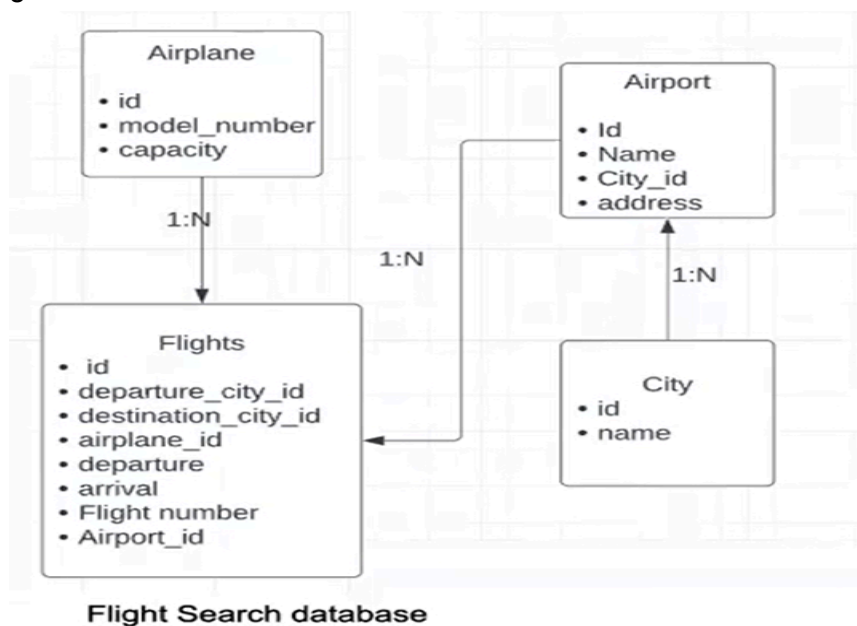 Airplane
• id
• model_number
• capacity
1:N
Airport
• Id
• Name
• City_id
• address
1:N
1:N
Flights
• id
• departure_city_id
• destination_city_id
• airplane_id
• departure
• arrival
• Flight number
• Airport_id
City
• id
• name
Flight Search database